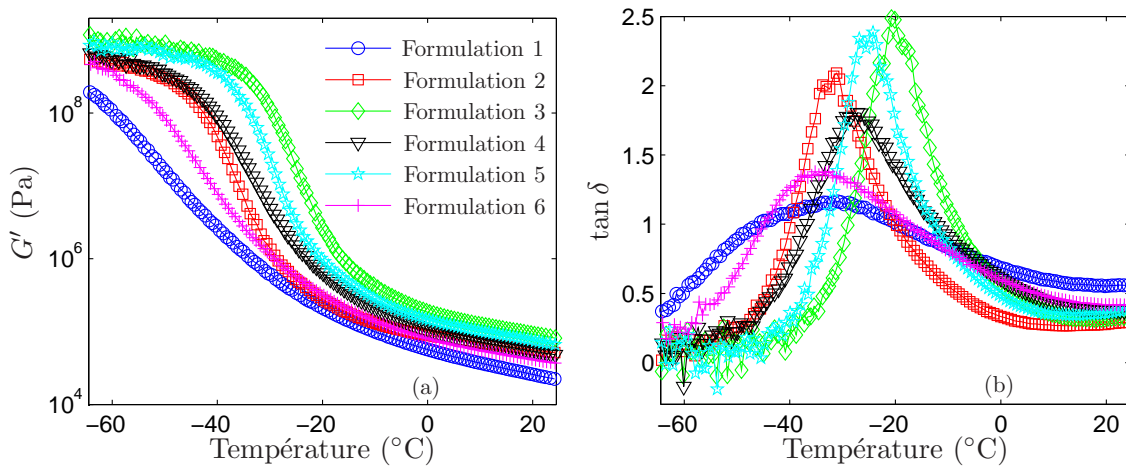 10^8
10^6
10^4
G′ (Pa)
Formulation 1
Formulation 2
Formulation 3
Formulation 4
Formulation 5
Formulation 6
(a)
−60 −40 −20 0 20
Température (°C)
2.5
2
1.5
1
0.5
0
tan δ
(b)
−60 −40 −20 0 20
Température (°C)